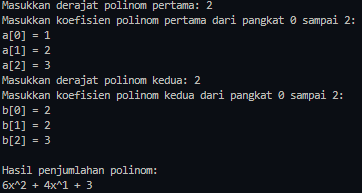 Masukkan derajat polinom pertama: 2
Masukkan koefisien polinom pertama dari pangkat 0 sampai 2:
a[0] = 1
a[1] = 2
a[2] = 3
Masukkan derajat polinom kedua: 2
Masukkan koefisien polinom kedua dari pangkat 0 sampai 2:
b[0] = 2
b[1] = 2
b[2] = 3
Hasil penjumlahan polinom:
6x^2 + 4x^1 + 3